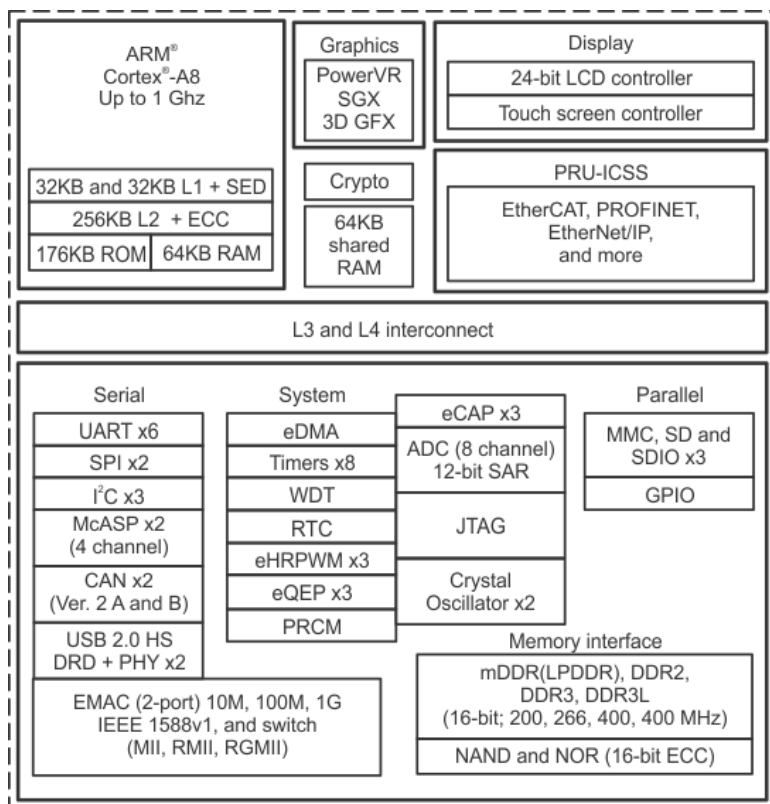 ARM®
Cortex®-A8
Up to 1 Ghz
32KB and 32KB L1 + SED
256KB L2 + ECC
176KB ROM
64KB RAM
Graphics
PowerVR
SGX
3D GFX
Crypto
64KB
shared
RAM
Display
24-bit LCD controller
Touch screen controller
PRU-ICSS
EtherCAT, PROFINET,
EtherNet/IP,
and more
L3 and L4 interconnect
Serial
UART x6
SPI x2
I²C x3
McASP x2
(4 channel)
CAN x2
(Ver. 2 A and B)
USB 2.0 HS
DRD + PHY x2
EMAC (2-port) 10M, 100M, 1G
IEEE 1588v1, and switch
(MII, RMII, RGMII)
System
eDMA
Timers x8
WDT
RTC
eHRPWM x3
eQEP x3
PRCM
eCAP x3
ADC (8 channel)
12-bit SAR
JTAG
Crystal
Oscillator x2
Parallel
MMC, SD and
SDIO x3
GPIO
Memory interface
mDDR(LPDDR), DDR2,
DDR3, DDR3L
(16-bit; 200, 266, 400, 400 MHz)
NAND and NOR (16-bit ECC)